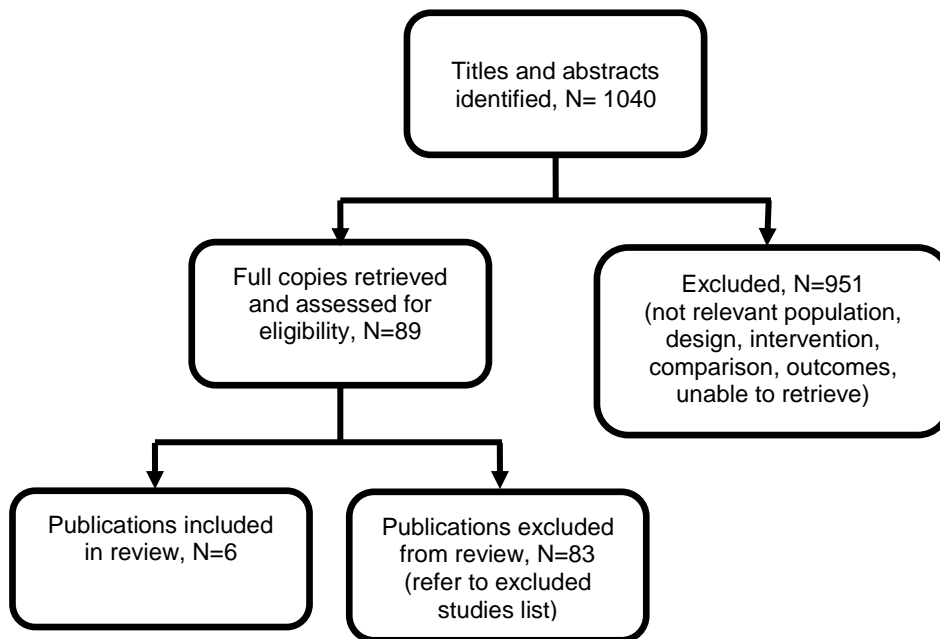 Titles and abstracts
identified, N= 1040
Full copies retrieved
and assessed for
eligibility, N=89
Excluded, N=951
(not relevant population,
design, intervention,
comparison, outcomes,
unable to retrieve)
Publications included
in review, N=6
Publications excluded
from review, N=83
(refer to excluded
studies list)